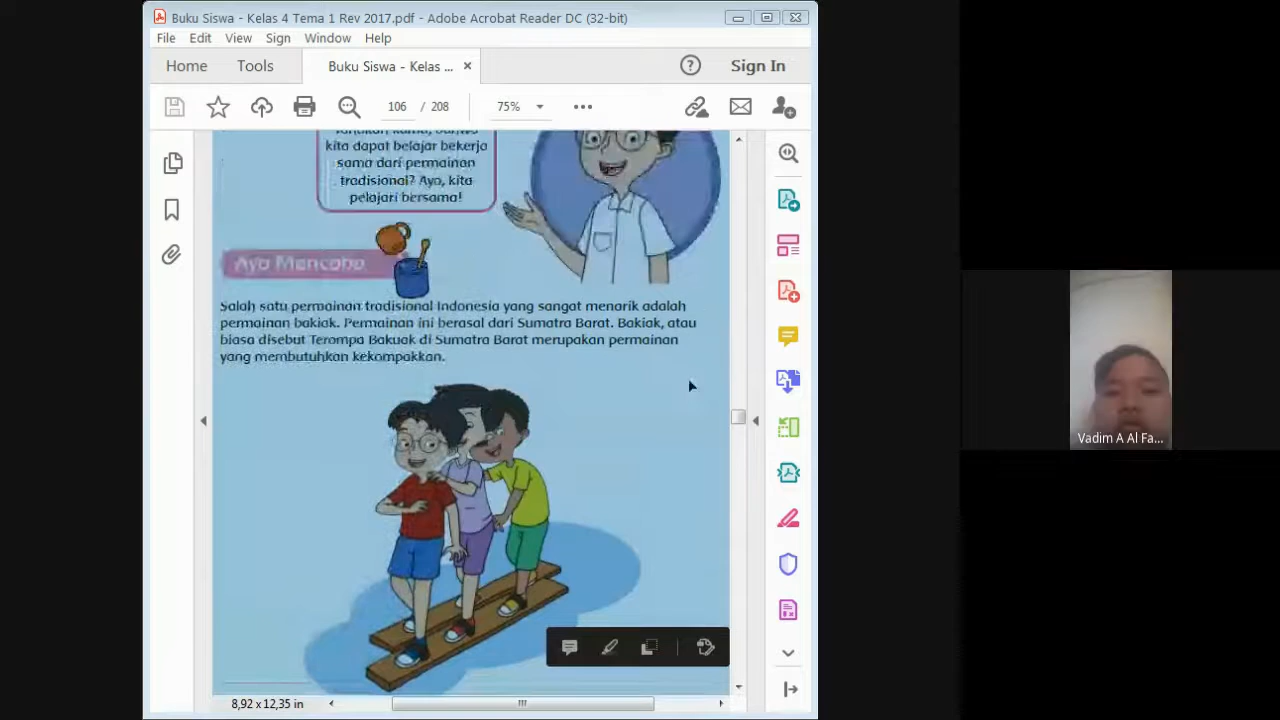 Buku Siswa - Kelas 4 Tema 1 Rev 2017.pdf - Adobe Acrobat Reader DC (32-bit)
File Edit View Sign Window Help
Home Tools Buku Siswa - Kelas ... × ? Sign In
106 / 208 75%
kita dapat belajar bekerja
sama dari permainan
tradisional? Ayo, kita
pelajari bersama!
Ayo Mencoba
Salah satu permainan tradisional Indonesia yang sangat menarik adalah
permainan bakiak. Permainan ini berasal dari Sumatra Barat. Bakiak, atau
biasa disebut Terompa Bakuak di Sumatra Barat merupakan permainan
yang membutuhkan kekompakkan.
8,92 x 12,35 in
Vadim A Al Fa...